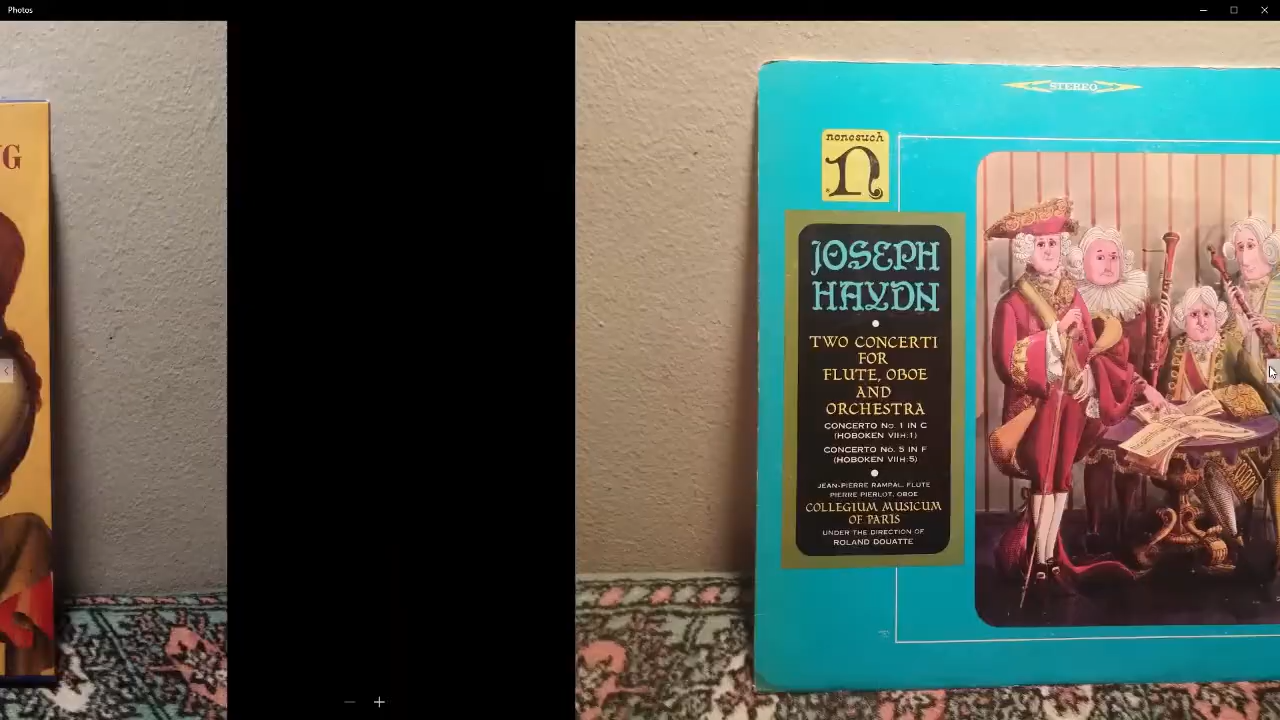 Photos
G
STEREO
nonesuch
n
JOSEPH
HAYDN
TWO CONCERTI
FOR
FLUTE, OBOE
AND
ORCHESTRA
CONCERTO No. 1 IN C
(HOBOKEN VIIH:1)
CONCERTO No. 5 IN F
(HOBOKEN VIIH:5)
JEAN-PIERRE RAMPAL, FLUTE
PIERRE PIERLOT, OBOE
COLLEGIUM MUSICUM
OF PARIS
UNDER THE DIRECTION OF
ROLAND DOUATTE